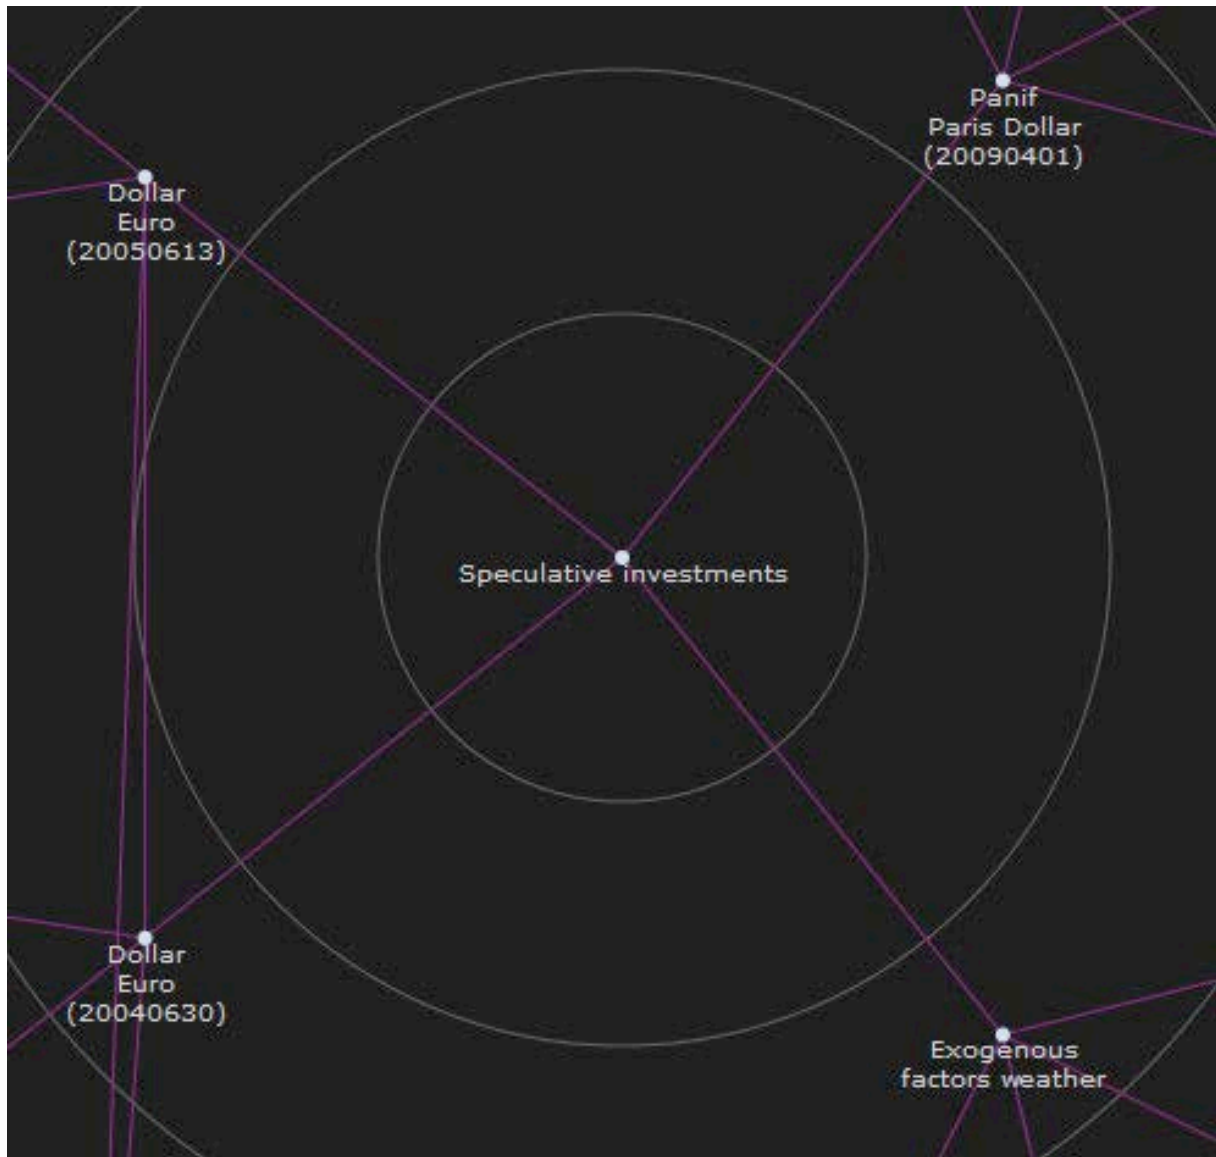 Panif
Paris Dollar
(20090401)
Dollar
Euro
(20050613)
Speculative investments
Dollar
Euro
(20040630)
Exogenous
factors weather